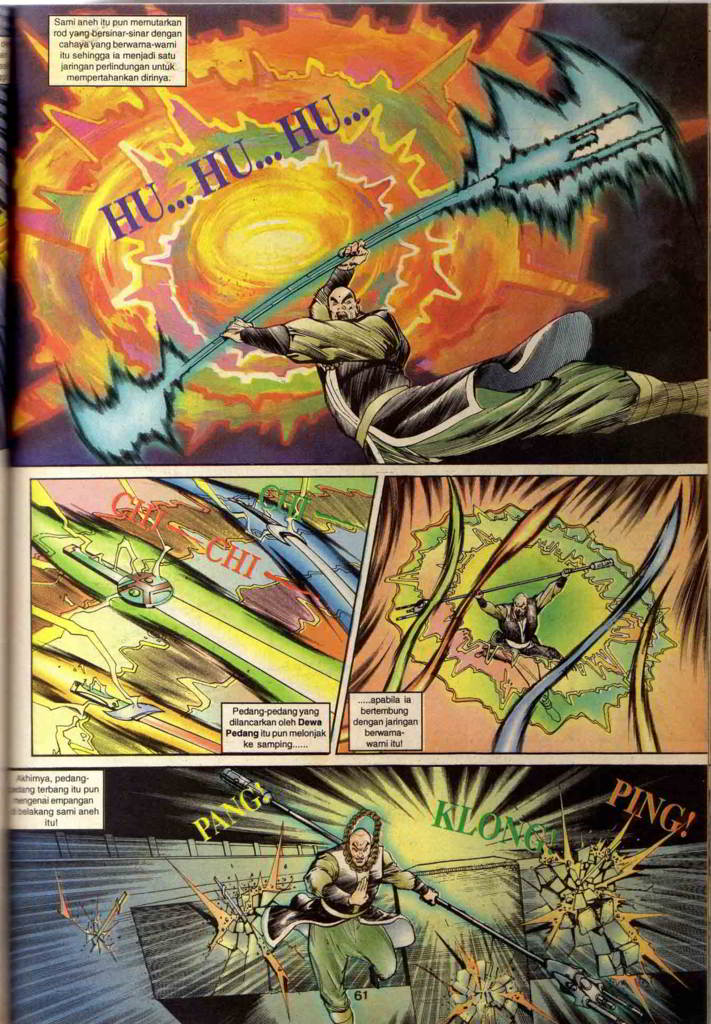 Sami aneh itu pun memutarkan
rod yang bersinar-sinar dengan
cahaya yang berwarna-warni
itu sehingga ia menjadi satu
jaringan perlindungan untuk
mempertahankan dirinya.
HU... HU... HU...
CHI CHI
CHI
Pedang-pedang yang
dilancarkan oleh Dewa
Pedang itu pun melonjak
ke samping......
.....apabila ia
bertembung
dengan jaringan
berwarna-
warni itu!
Akhirnya, pedang-
pedang terbang itu pun
mengenai empangan
di belakang sami aneh
itu!
PANG!
KLONG!
PING!
61